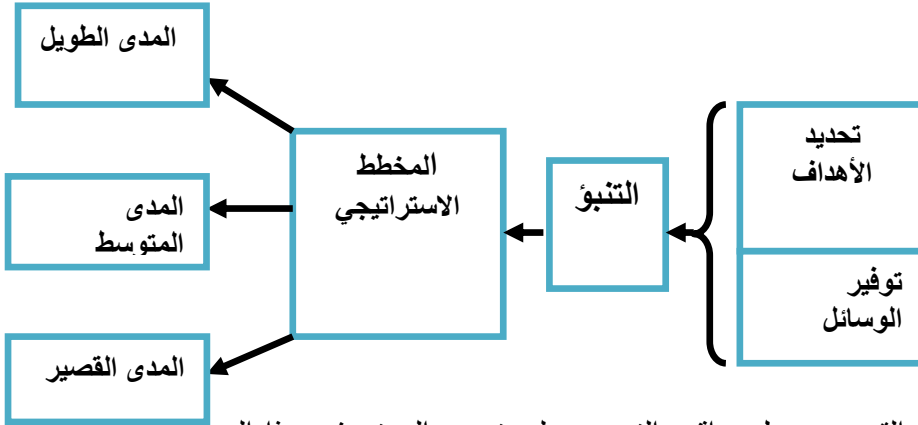 تحديد
الأهداف
توفير
الوسائل
التنبؤ
المخطط
الاستراتيجي
المدى الطويل
المدى
المتوسط
المدى القصير